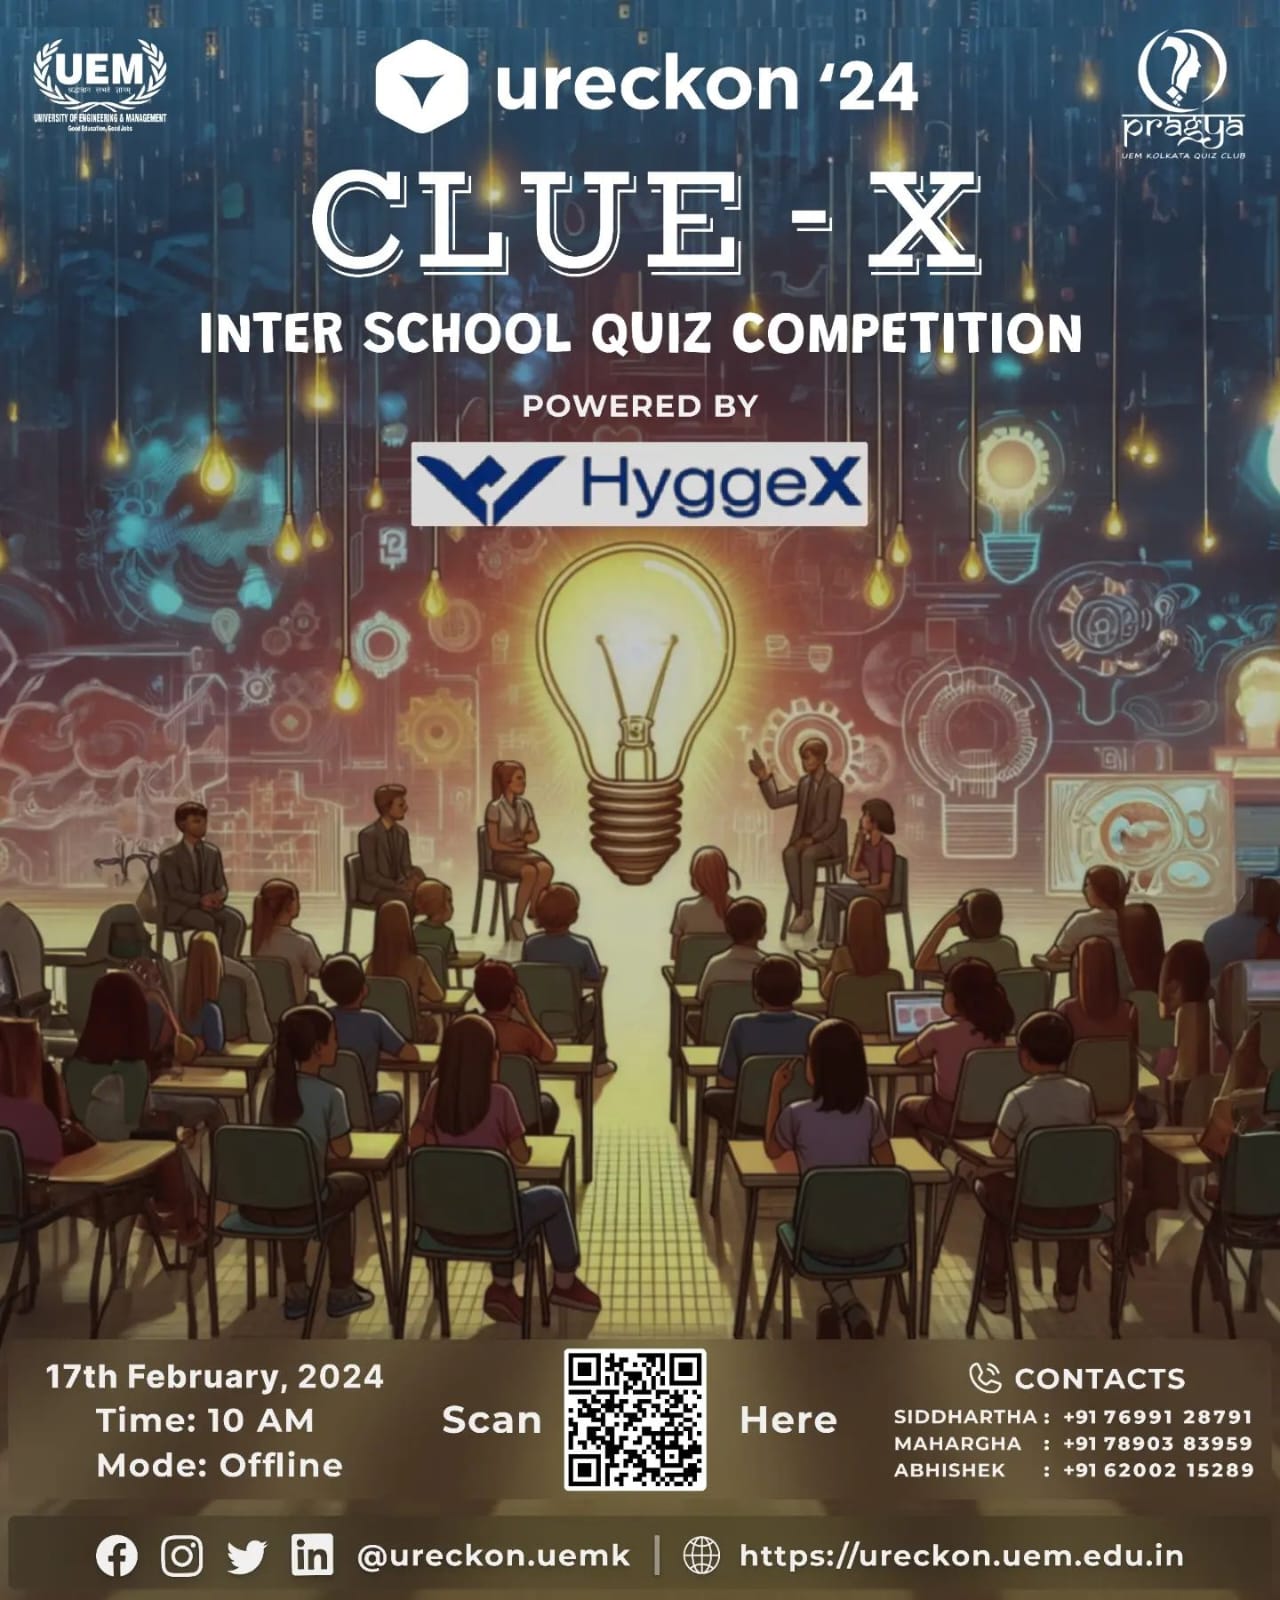 UEM
UNIVERSITY OF ENGINEERING & MANAGEMENT
Good Education, Good Jobs
ureckon ‘24
pragya
UEM KOLKATA QUIZ CLUB
CLUE - X
INTER SCHOOL QUIZ COMPETITION
POWERED BY
HyggeX
17th February, 2024
Time: 10 AM
Mode: Offline
Scan Here
CONTACTS
SIDDHARTHA : +91 76991 28791
MAHARGHA : +91 78903 83959
ABHISHEK : +91 62002 15289
@ureckon.uemk | https://ureckon.uem.edu.in